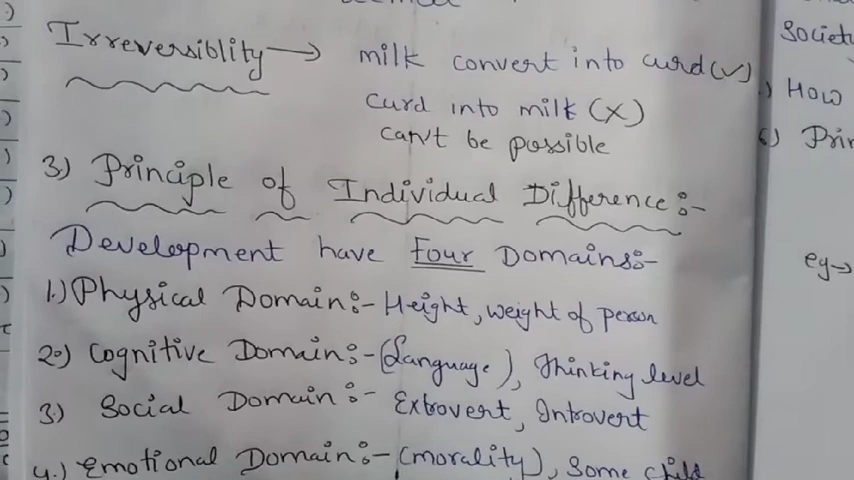 Irreversiblity → milk convert into curd (✓)
curd into milk (X)
can't be possible
3) Principle of Individual Difference:-
Development have Four Domains:-
1.) Physical Domain:- Height, weight of person
2.) Cognitive Domain:- (Language), Thinking level
3.) Social Domain:- Extrovert, Introvert
4.) Emotional Domain:- (morality), Some child
Society
How
eg→